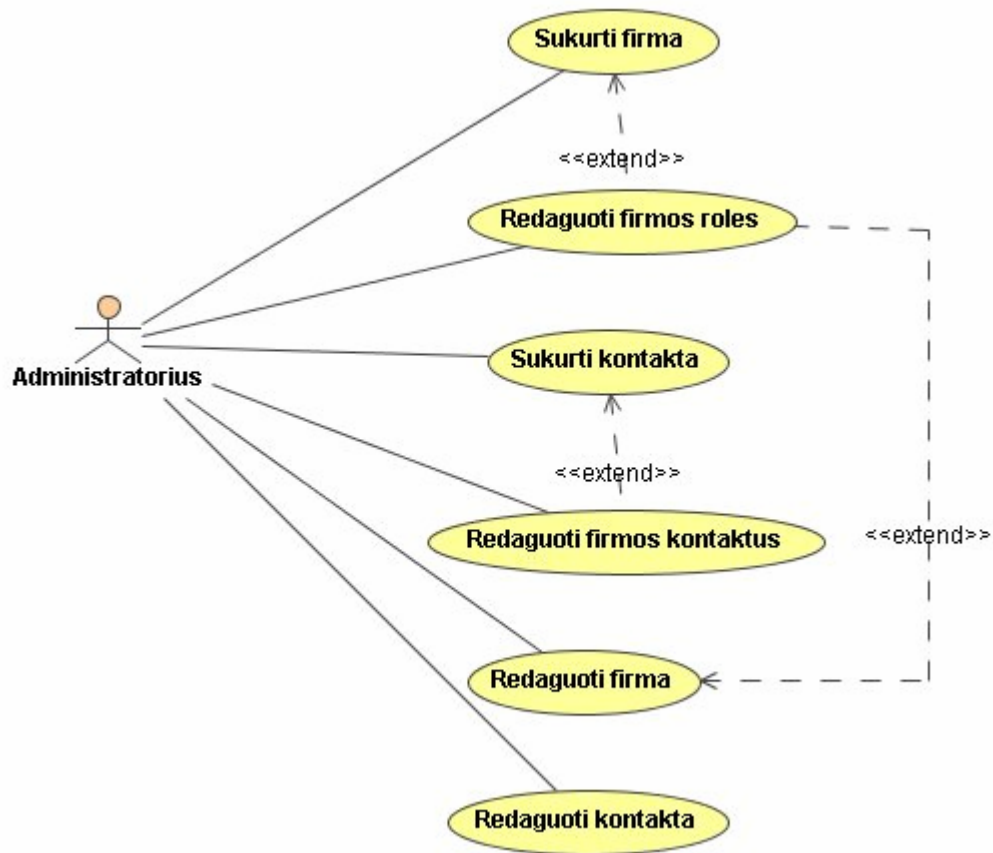 Sukurti firma
<<extend>>
Redaguoti firmos roles
Administratorius
Sukurti kontakta
<<extend>>
Redaguoti firmos kontaktus
<<extend>>
Redaguoti firma
Redaguoti kontakta